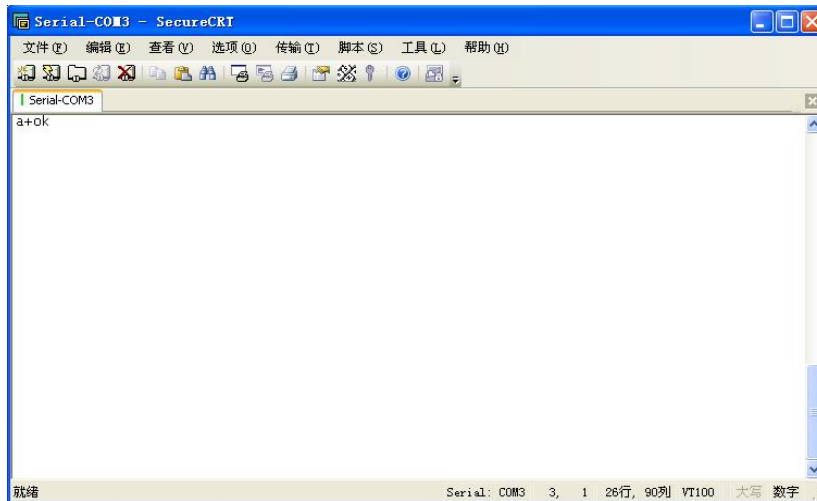 Serial-COM3 - SecureCRT
文件(F) 编辑(E) 查看(V) 选项(O) 传输(T) 脚本(S) 工具(L) 帮助(H)
Serial-COM3
a+ok
就绪 Serial: COM3 3, 1 26行, 90列 VT100 大写 数字